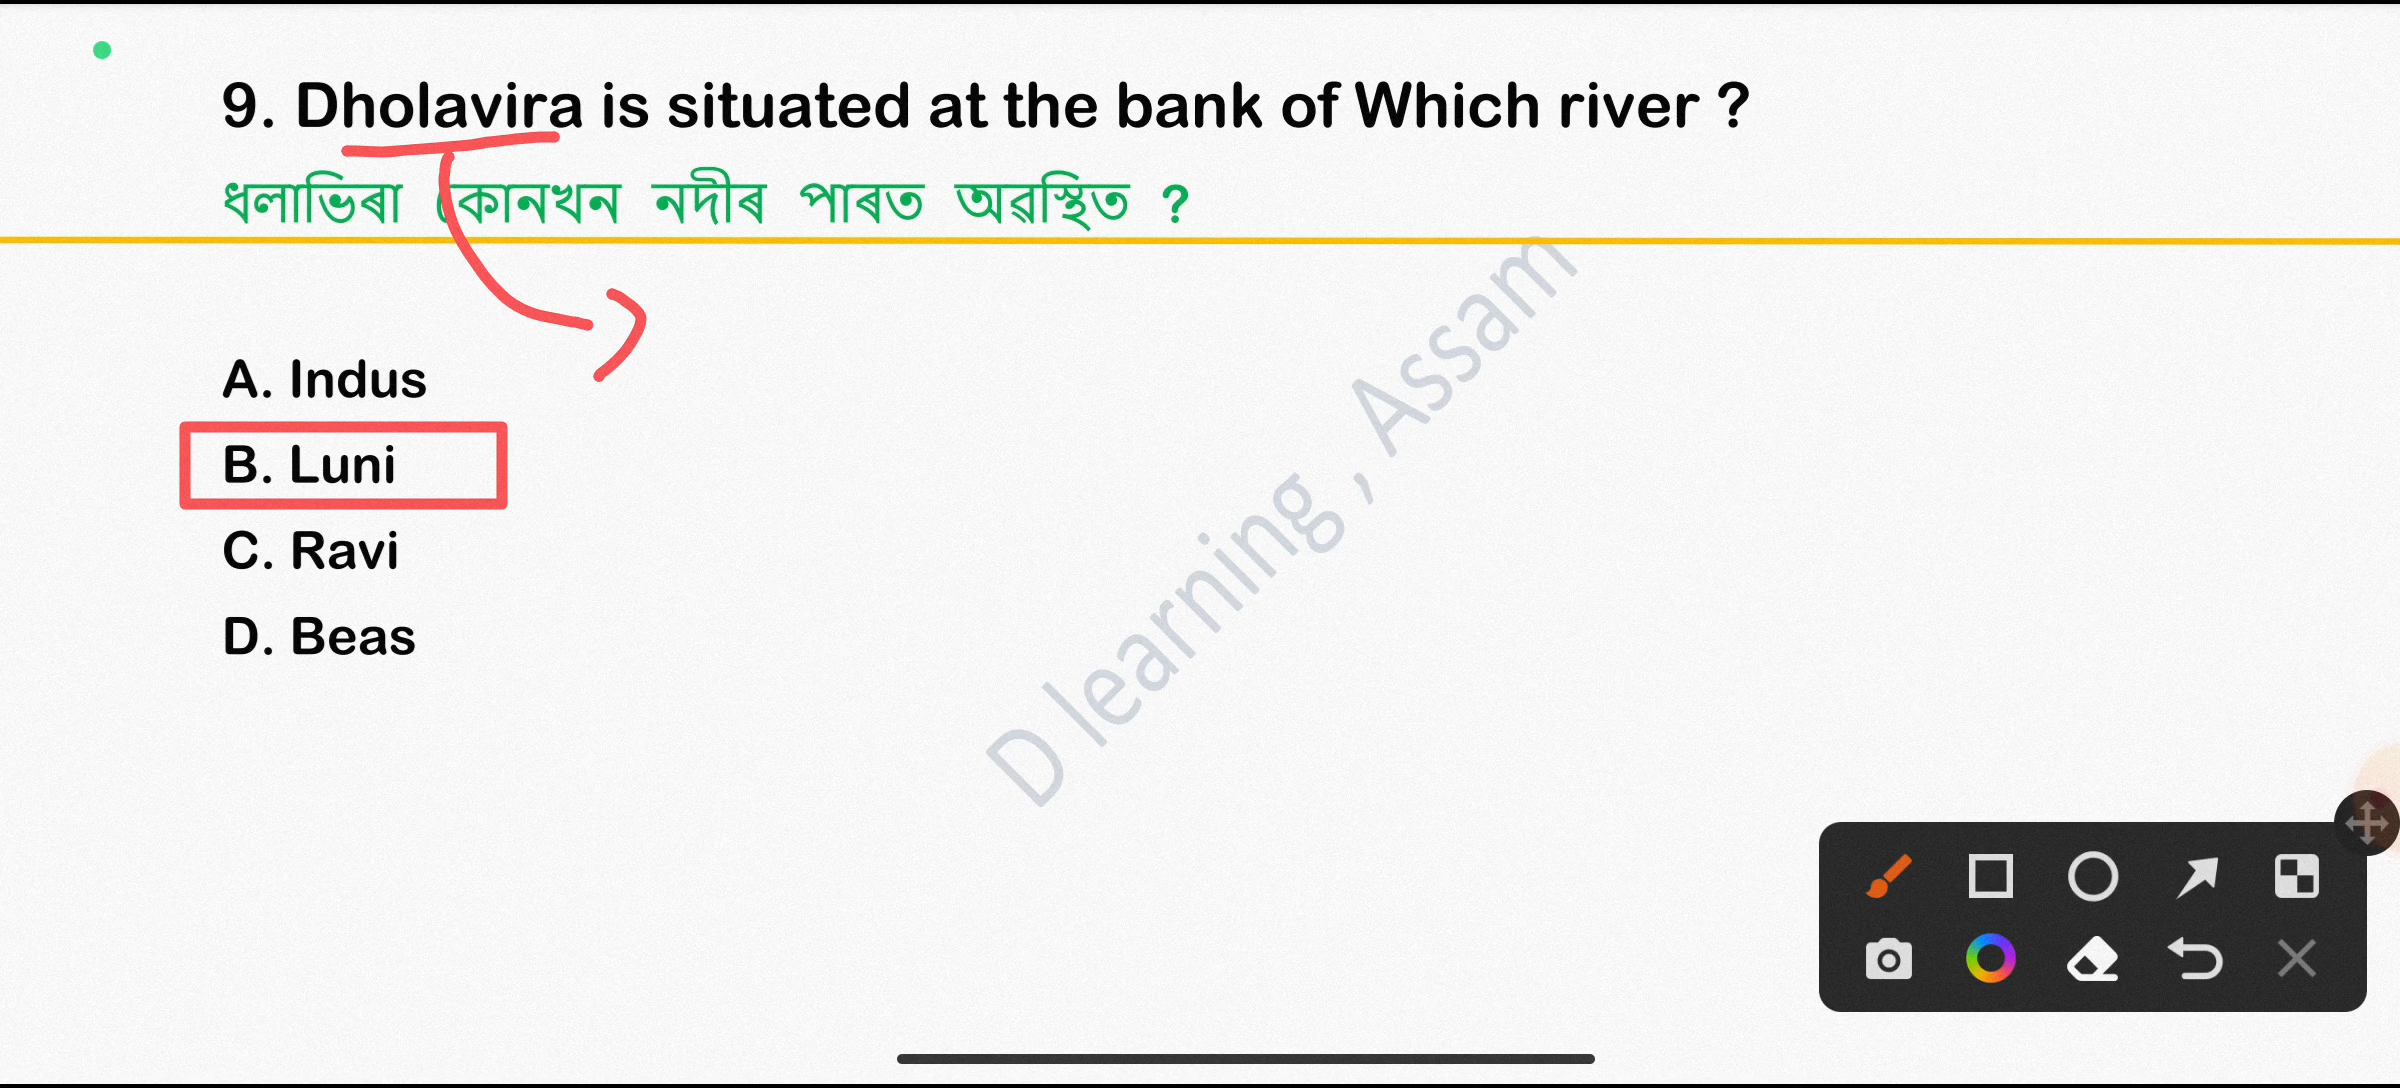 9. Dholavira is situated at the bank of Which river ?
ধলাভিৰা কোনখন নদীৰ পাৰত অৱস্থিত ?
A. Indus
B. Luni
C. Ravi
D. Beas
D learning , Assam